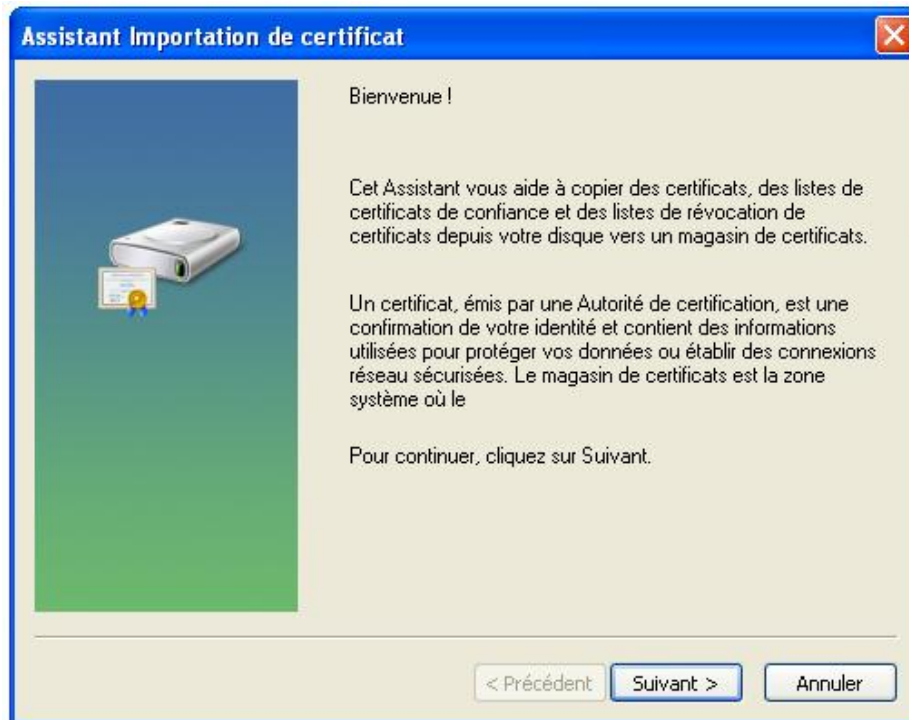 Assistant Importation de certificat
Bienvenue !
Cet Assistant vous aide à copier des certificats, des listes de
certificats de confiance et des listes de révocation de
certificats depuis votre disque vers un magasin de certificats.
Un certificat, émis par une Autorité de certification, est une
confirmation de votre identité et contient des informations
utilisées pour protéger vos données ou établir des connexions
réseau sécurisées. Le magasin de certificats est la zone
système où le
Pour continuer, cliquez sur Suivant.
< Précédent Suivant > Annuler